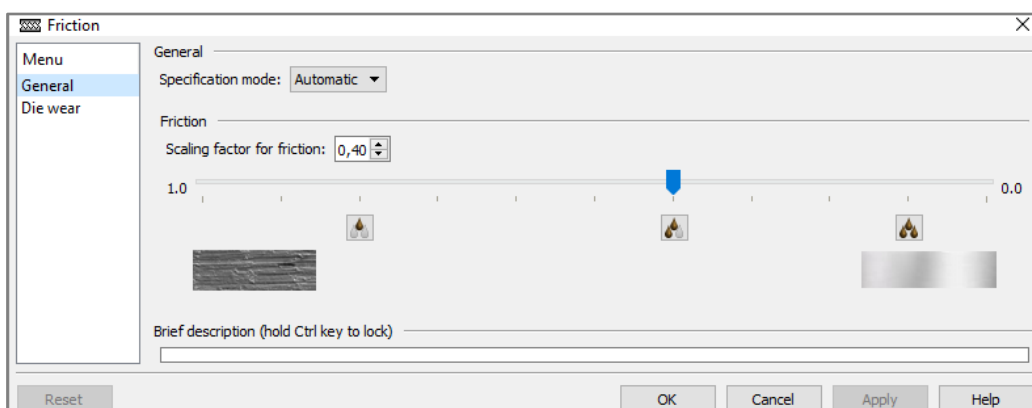 Friction
Menu
General
Die wear
General
Specification mode: Automatic
Friction
Scaling factor for friction: 0,40
1.0 0.0
Brief description (hold Ctrl key to lock)
Reset OK Cancel Apply Help